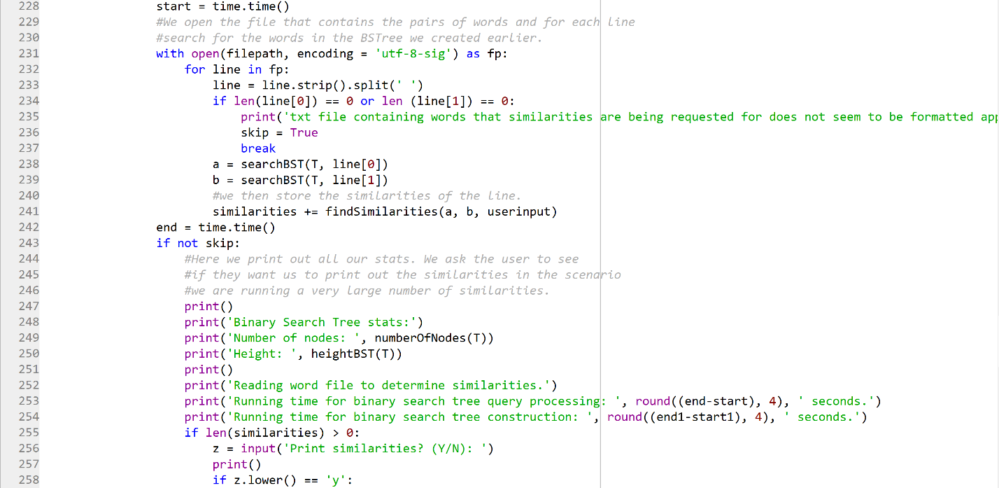 228 start = time.time()
229 #We open the file that contains the pairs of words and for each line
230 #search for the words in the BSTree we created earlier.
231 with open(filepath, encoding = 'utf-8-sig') as fp:
232 for line in fp:
233 line = line.strip().split(' ')
234 if len(line[0]) == 0 or len (line[1]) == 0:
235 print('txt file containing words that similarities are being requested for does not seem to be formatted
236 skip = True
237 break
238 a = searchBST(T, line[0])
239 b = searchBST(T, line[1])
240 #we then store the similarities of the line.
241 similarities += findSimilarities(a, b, userinput)
242 end = time.time()
243 if not skip:
244 #Here we print out all our stats. We ask the user to see
245 #if they want us to print out the similarities in the scenario
246 #we are running a very large number of similarities.
247 print()
248 print('Binary Search Tree stats:')
249 print('Number of nodes: ', numberOfNodes(T))
250 print('Height: ', heightBST(T))
251 print()
252 print('Reading word file to determine similarities.')
253 print('Running time for binary search tree query processing: ', round((end-start), 4), ' seconds.')
254 print('Running time for binary search tree construction: ', round((end1-start1), 4), ' seconds.')
255 if len(similarities) > 0:
256 z = input('Print similarities? (Y/N): ')
257 print()
258 if z.lower() == 'y':